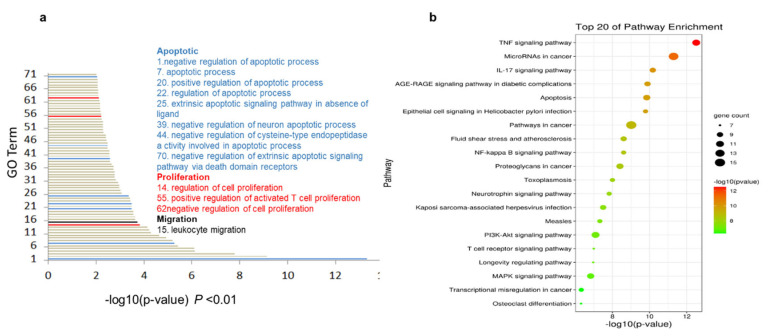 a
Apoptotic
1.negative regulation of apoptotic process
7. apoptotic process
20. positive regulation of apoptotic process
22. regulation of apoptotic process
25. extrinsic apoptotic signaling pathway in absence of
ligand
39. negative regulation of neuron apoptotic process
44. negative regulation of cysteine-type endopeptidase
a ctivity involved in apoptotic process
70. negative regulation of extrinsic apoptotic signaling
pathway via death domain receptors
Proliferation
14. regulation of cell proliferation
55. positive regulation of activated T cell proliferation
62negative regulation of cell proliferation
Migration
15. leukocyte migration
GO Term
71
66
61
56
51
46
41
36
31
26
21
16
11
6
1
0
2
4
6
8
10
12
-log10(p-value) P <0.01
b
Top 20 of Pathway Enrichment
Pathway
TNF signaling pathway
MicroRNAs in cancer
IL-17 signaling pathway
AGE-RAGE signaling pathway in diabetic complications
Apoptosis
Epithelial cell signaling in Helicobacter pylori infection
Pathways in cancer
Fluid shear stress and atherosclerosis
NF-kappa B signaling pathway
Proteoglycans in cancer
Toxoplasmosis
Neurotrophin signaling pathway
Kaposi sarcoma-associated herpesvirus infection
Measles
PI3K-Akt signaling pathway
T cell receptor signaling pathway
Longevity regulating pathway
MAPK signaling pathway
Transcriptional misregulation in cancer
Osteoclast differentiation
8
10
12
-log10(pvalue)
gene count
7
9
11
13
15
-log10(pvalue)
12
10
8